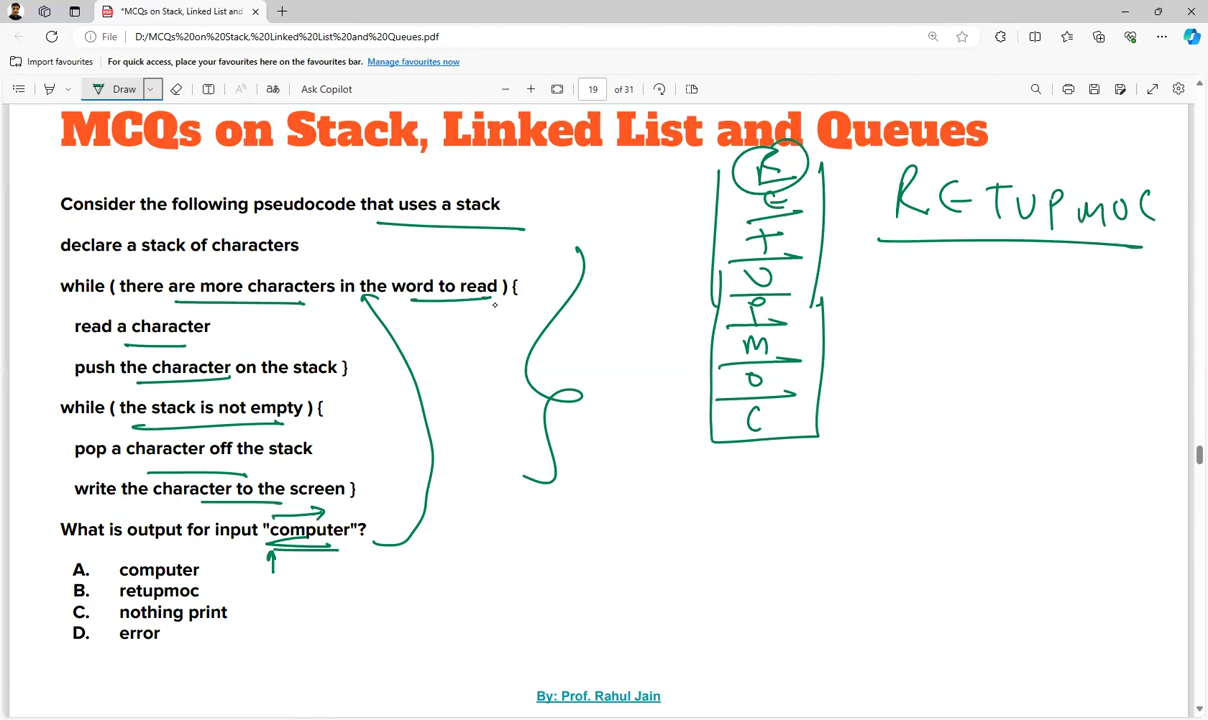 *MCQs on Stack, Linked List and
File D:/MCQs%20on%20Stack,%20Linked%20List%20and%20Queues.pdf
Import favourites For quick access, place your favourites here on the favourites bar. Manage favourites now
Draw Ask Copilot 19 of 31
MCQs on Stack, Linked List and Queues
Consider the following pseudocode that uses a stack
declare a stack of characters
while ( there are more characters in the word to read ) {
read a character
push the character on the stack }
while ( the stack is not empty ) {
pop a character off the stack
write the character to the screen }
What is output for input "computer"?
A. computer
B. retupmoc
C. nothing print
D. error
R
E
T
U
P
M
O
C
RETUPMOC
By: Prof. Rahul Jain